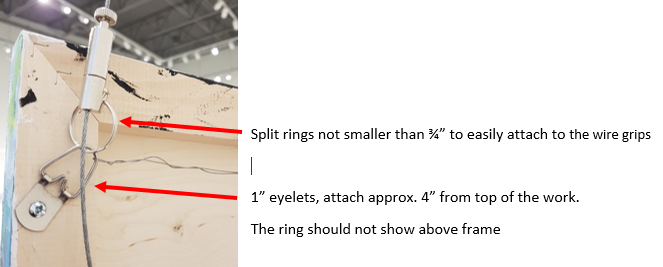 Split rings not smaller than ¾” to easily attach to the wire grips
1” eyelets, attach approx. 4” from top of the work.
The ring should not show above frame